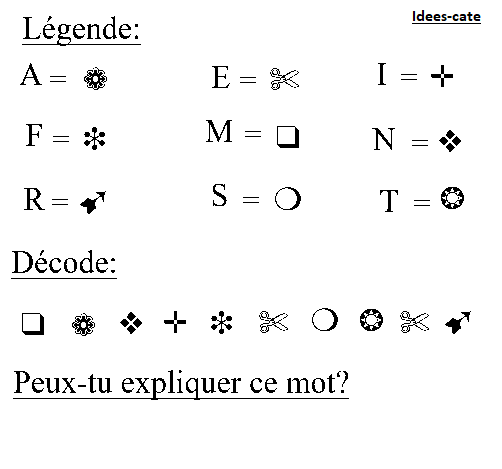 Idees-cate
Légende:
A = ❁ E = ✄ I = ✢
F = ❇ M = ❑ N = ❖
R = ➹ S = ❍ T = ❂
Décode:
❑ ❁ ❖ ✢ ❇ ✄ ❍ ❂ ✄ ➹
Peux-tu expliquer ce mot?